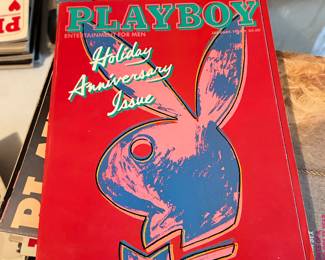 PLAYBOY
ENTERTAINMENT FOR MEN
Holiday
Anniversary
Issue